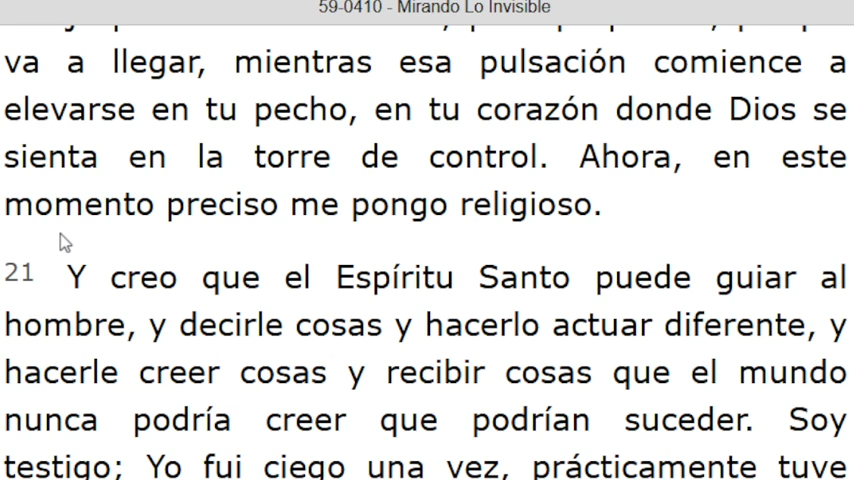 59-0410 - Mirando Lo Invisible
va a llegar, mientras esa pulsación comience a
elevarse en tu pecho, en tu corazón donde Dios se
sienta en la torre de control. Ahora, en este
momento preciso me pongo religioso.
21 Y creo que el Espíritu Santo puede guiar al
hombre, y decirle cosas y hacerlo actuar diferente, y
hacerle creer cosas y recibir cosas que el mundo
nunca podría creer que podrían suceder. Soy
testigo; Yo fui ciego una vez, prácticamente tuve